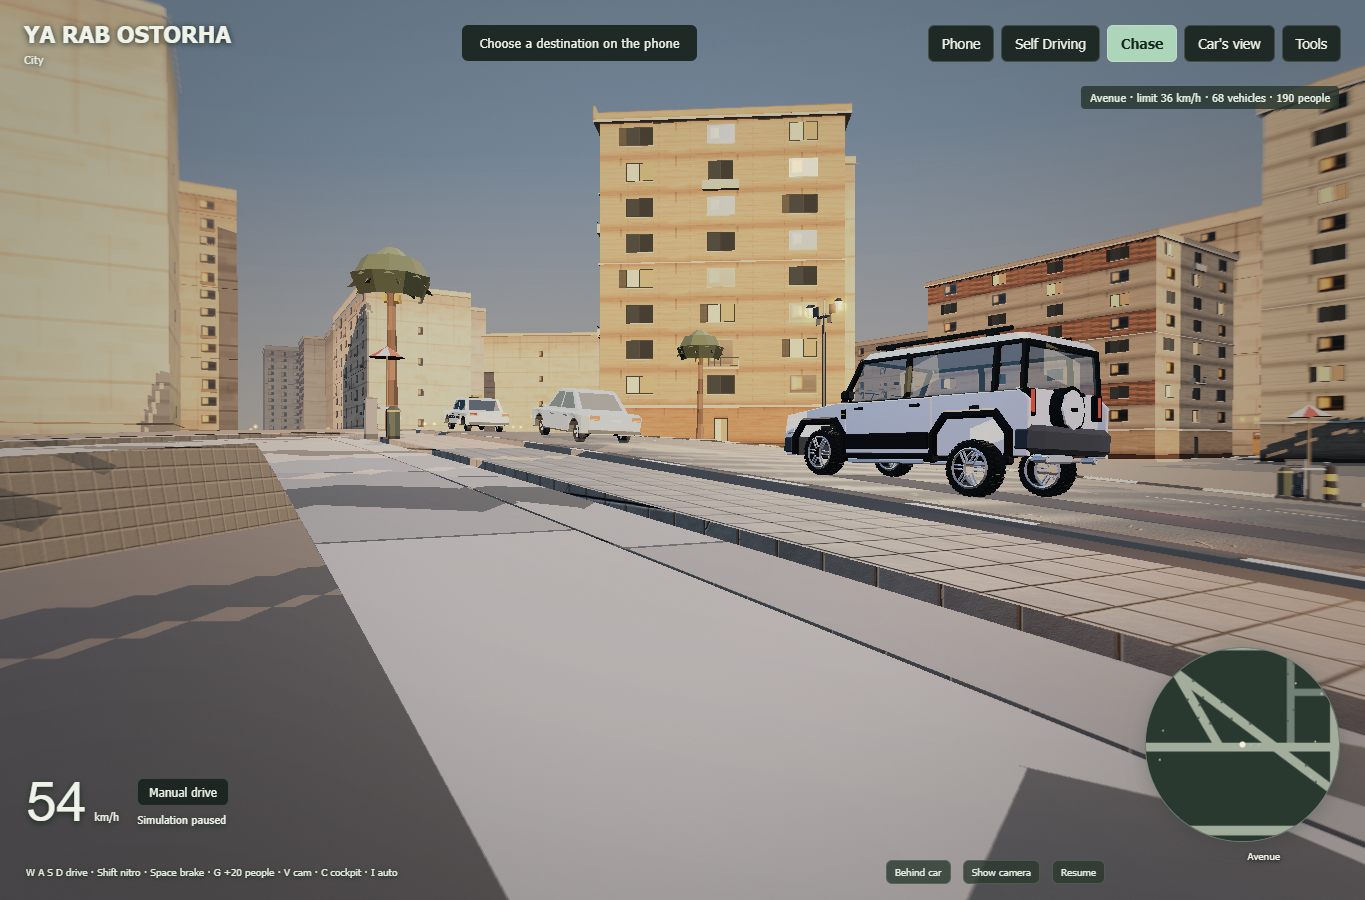 YA RAB OSTORHA
City
Choose a destination on the phone
Phone
Self Driving
Chase
Car's view
Tools
Avenue · limit 36 km/h · 68 vehicles · 190 people
54 km/h
Manual drive
Simulation paused
W A S D drive · Shift nitro · Space brake · G +20 people · V cam · C cockpit · I auto
Behind car
Show camera
Resume
Avenue